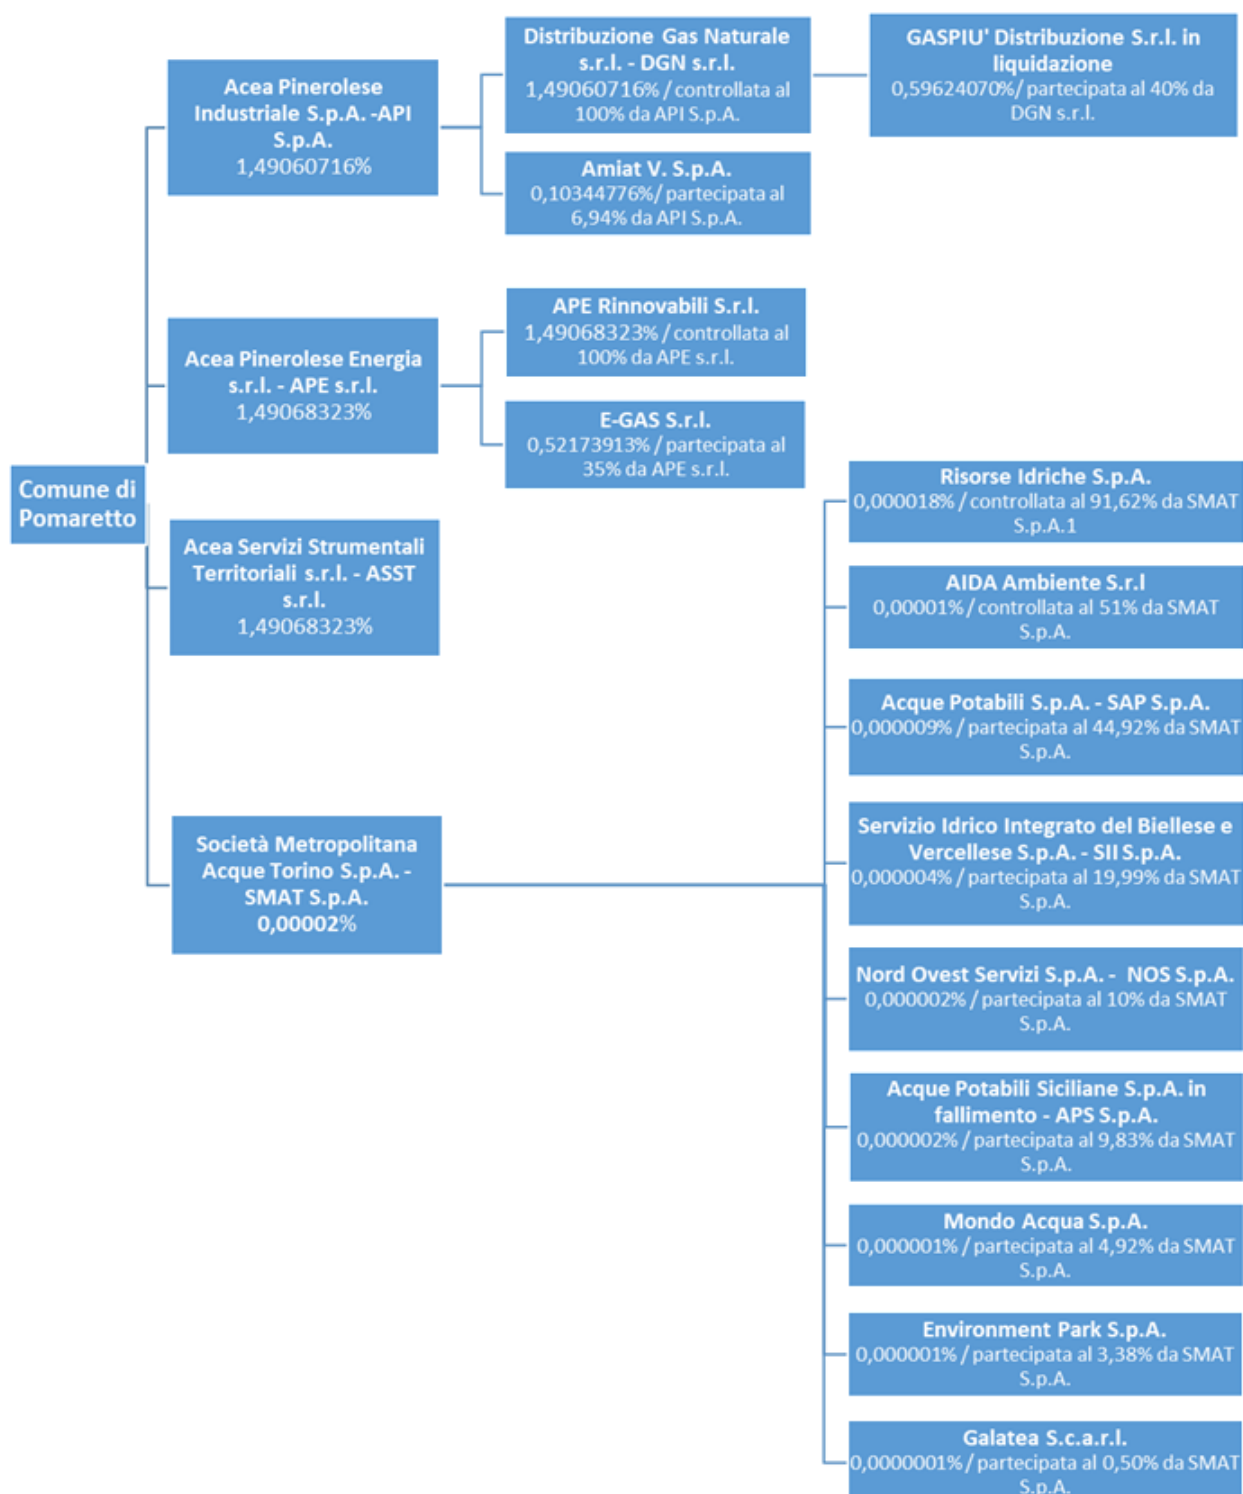 Comune di
Pomaretto
Acea Pinerolese
Industriale S.p.A. -API
S.p.A.
1,49060716%
Distribuzione Gas Naturale
s.r.l. - DGN s.r.l.
1,49060716% / controllata al
100% da API S.p.A.
GASPIU' Distribuzione S.r.l. in
liquidazione
0,59624070%/ partecipata al 40% da
DGN s.r.l.
Amiat V. S.p.A.
0,10344776%/ partecipata al
6,94% da API S.p.A.
Acea Pinerolese Energia
s.r.l. - APE s.r.l.
1,49068323%
APE Rinnovabili S.r.l.
1,49068323% / controllata al
100% da APE s.r.l.
E-GAS S.r.l.
0,52173913% / partecipata al
35% da APE s.r.l.
Acea Servizi Strumentali
Territoriali s.r.l. - ASST
s.r.l.
1,49068323%
Società Metropolitana
Acque Torino S.p.A. -
SMAT S.p.A.
0,00002%
Risorse Idriche S.p.A.
0,000018% / controllata al 91,62% da SMAT
S.p.A.1
AIDA Ambiente S.r.l
0,00001% / controllata al 51% da SMAT
S.p.A.
Acque Potabili S.p.A. - SAP S.p.A.
0,000009% / partecipata al 44,92% da SMAT
S.p.A.
Servizio Idrico Integrato del Biellese e
Vercellese S.p.A. - SII S.p.A.
0,000004% / partecipata al 19,99% da SMAT
S.p.A.
Nord Ovest Servizi S.p.A. - NOS S.p.A.
0,000002% / partecipata al 10% da SMAT
S.p.A.
Acque Potabili Siciliane S.p.A. in
fallimento - APS S.p.A.
0,000002% / partecipata al 9,83% da SMAT
S.p.A.
Mondo Acqua S.p.A.
0,000001% / partecipata al 4,92% da SMAT
S.p.A.
Environment Park S.p.A.
0,000001% / partecipata al 3,38% da SMAT
S.p.A.
Galatea S.c.a.r.l.
0,0000001% / partecipata al 0,50% da SMAT
S.p.A.